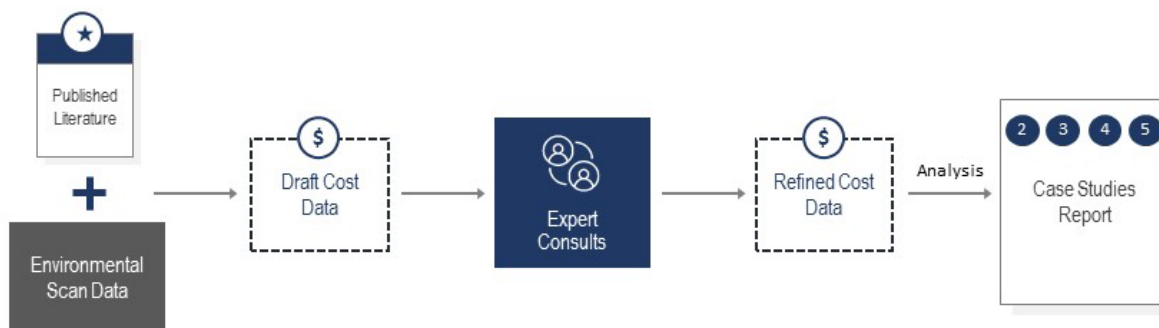 Published
Literature
+
Environmental
Scan Data
$
Draft Cost
Data
Expert
Consults
$
Refined Cost
Data
Analysis
2 3 4 5
Case Studies
Report